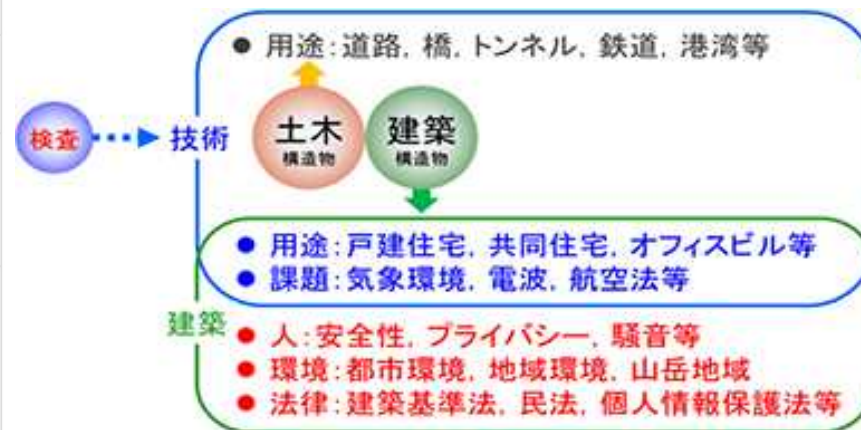 ● 用途:道路, 橋, トンネル, 鉄道, 港湾等
検査
技術
土木
構造物
建築
構造物
● 用途:戸建住宅, 共同住宅, オフィスビル等
● 課題:気象環境, 電波, 航空法等
建築
● 人:安全性, プライバシー, 騒音等
● 環境:都市環境, 地域環境, 山岳地域
● 法律:建築基準法, 民法, 個人情報保護法等